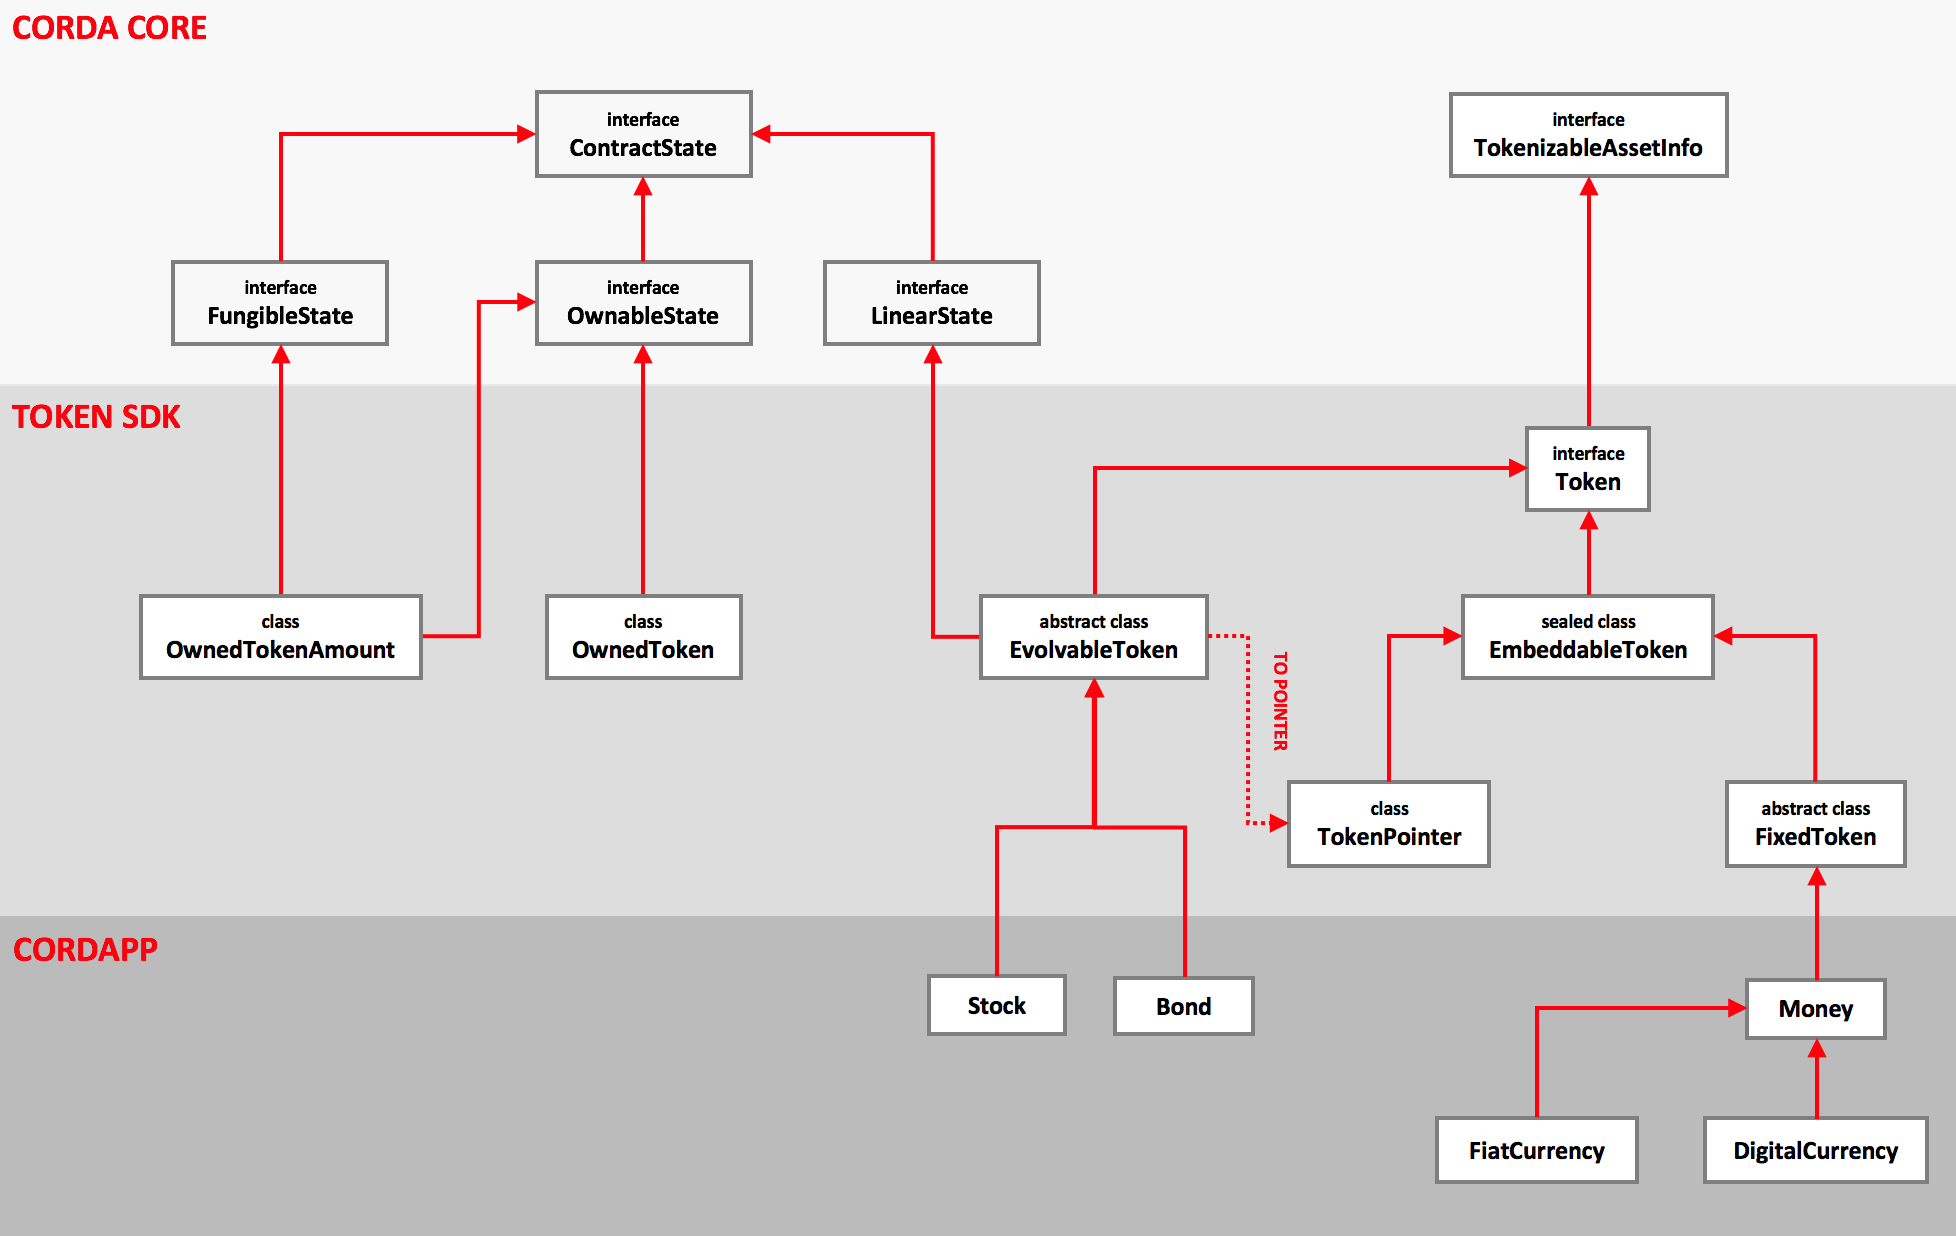 CORDA CORE
interface
ContractState
interface
TokenizableAssetInfo
interface
FungibleState
interface
OwnableState
interface
LinearState
TOKEN SDK
interface
Token
class
OwnedTokenAmount
class
OwnedToken
abstract class
EvolvableToken
sealed class
EmbeddableToken
TO POINTER
class
TokenPointer
abstract class
FixedToken
CORDAPP
Stock
Bond
Money
FiatCurrency
DigitalCurrency